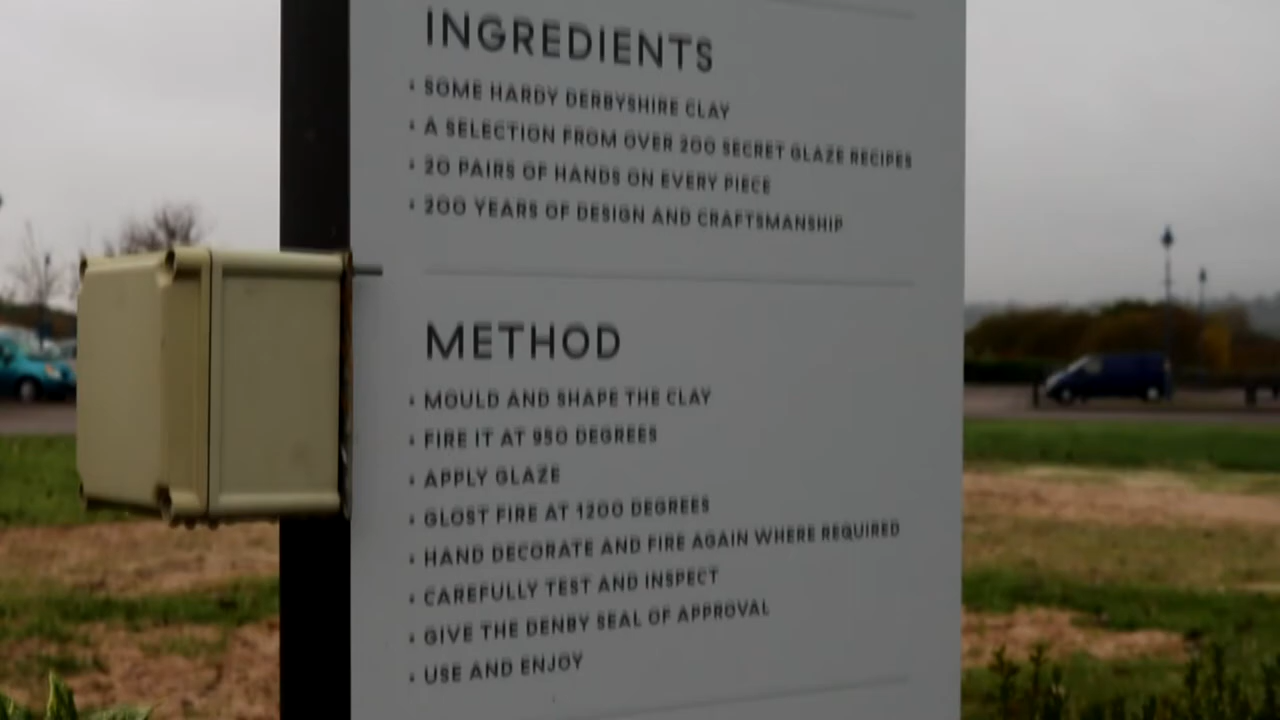 INGREDIENTS
• SOME HARDY DERBYSHIRE CLAY
• A SELECTION FROM OVER 200 SECRET GLAZE RECIPES
• 20 PAIRS OF HANDS ON EVERY PIECE
• 200 YEARS OF DESIGN AND CRAFTSMANSHIP
METHOD
• MOULD AND SHAPE THE CLAY
• FIRE IT AT 950 DEGREES
• APPLY GLAZE
• GLOST FIRE AT 1200 DEGREES
• HAND DECORATE AND FIRE AGAIN WHERE REQUIRED
• CAREFULLY TEST AND INSPECT
• GIVE THE DENBY SEAL OF APPROVAL
• USE AND ENJOY